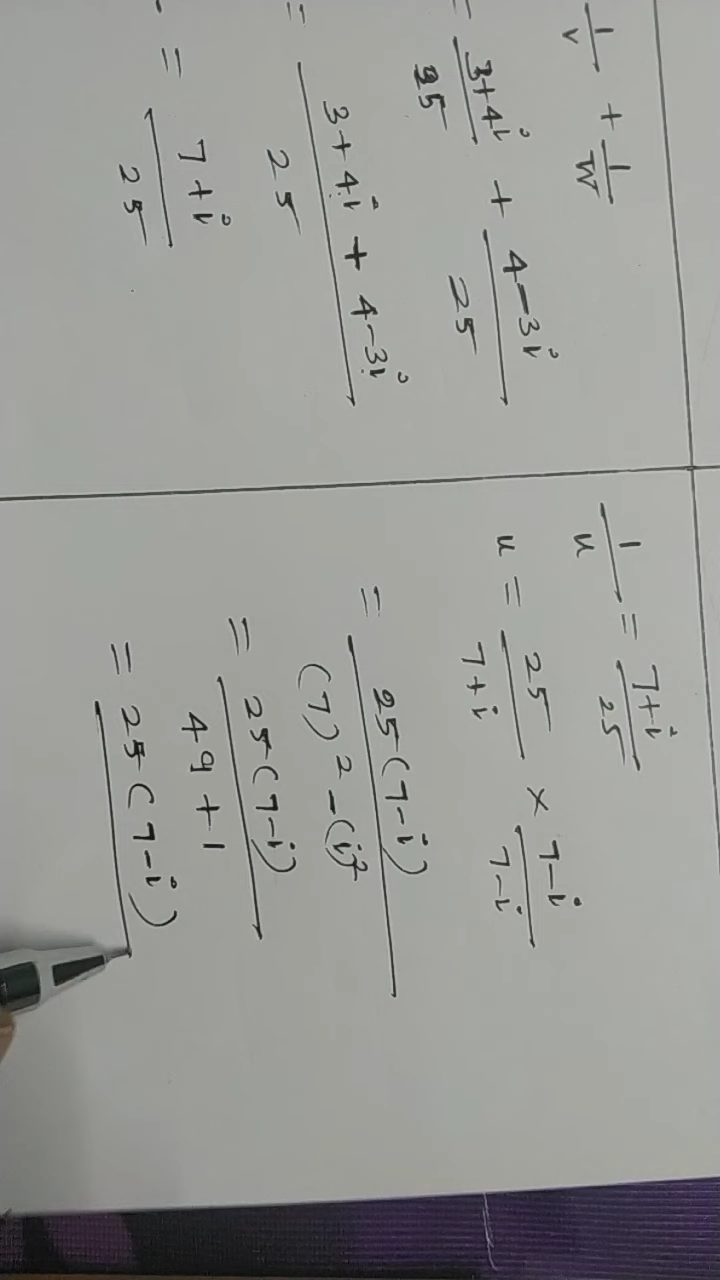 1/v + 1/w
= 3+4i/25 + 4-3i/25
= 3+4i + 4-3i/25
= 7+i/25
1/u = 7+i/25
u = 25/7+i × 7-i/7-i
= 25(7-i)/(7)² - (i)²
= 25(7-i)/49+1
= 25(7-i)